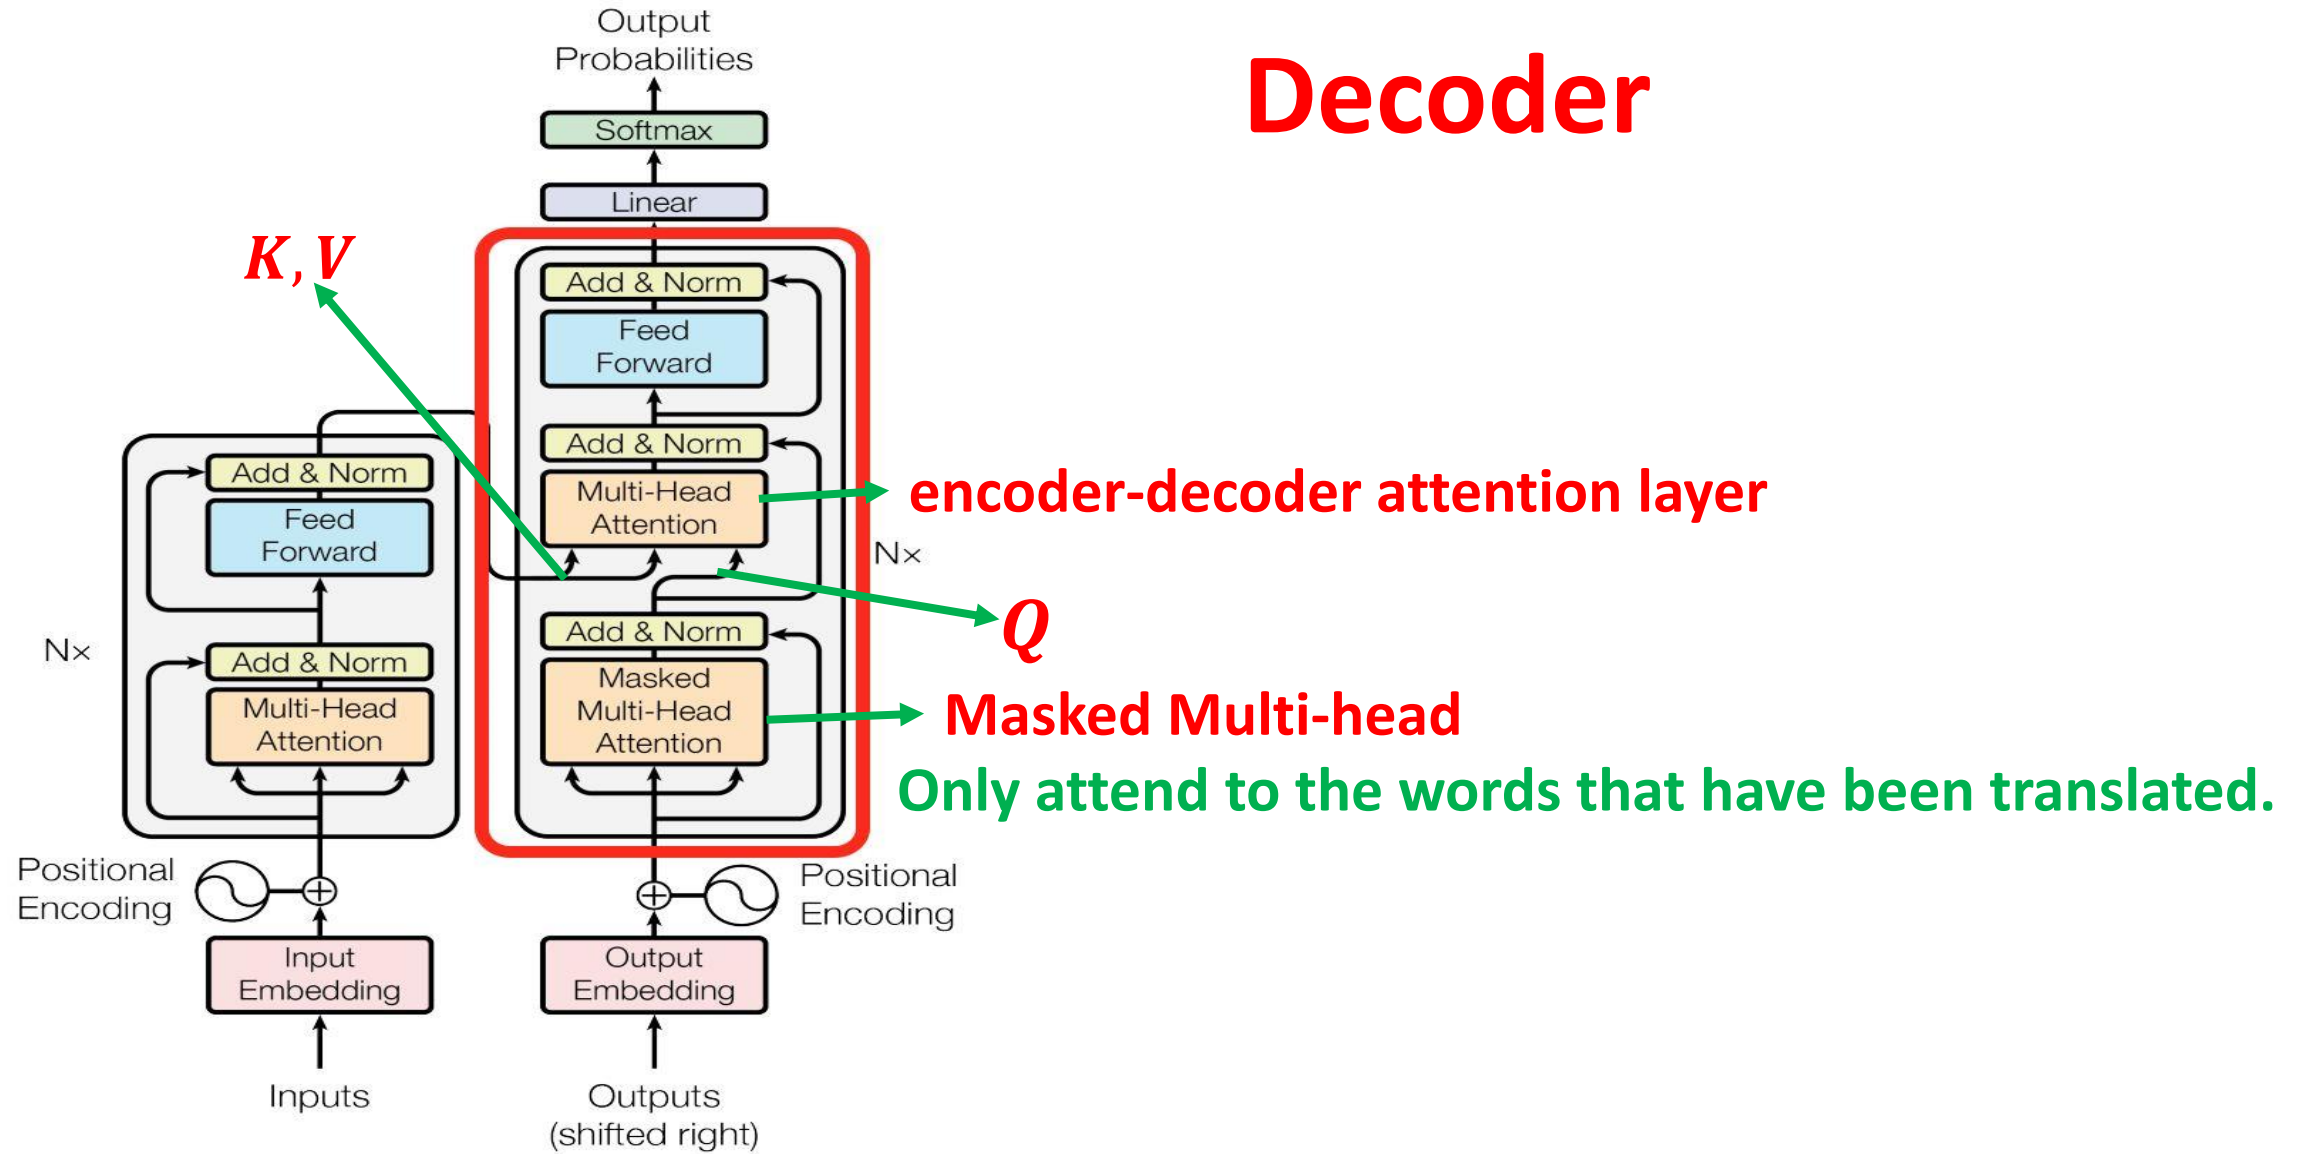 Decoder
Output
Probabilities
Softmax
Linear
K, V
Add & Norm
Feed
Forward
Add & Norm
Multi-Head
Attention
encoder-decoder attention layer
Nx
Q
Add & Norm
Masked
Multi-Head
Attention
Masked Multi-head
Only attend to the words that have been translated.
Add & Norm
Feed
Forward
Nx
Add & Norm
Multi-Head
Attention
Positional
Encoding
Positional
Encoding
Input
Embedding
Output
Embedding
Inputs
Outputs
(shifted right)